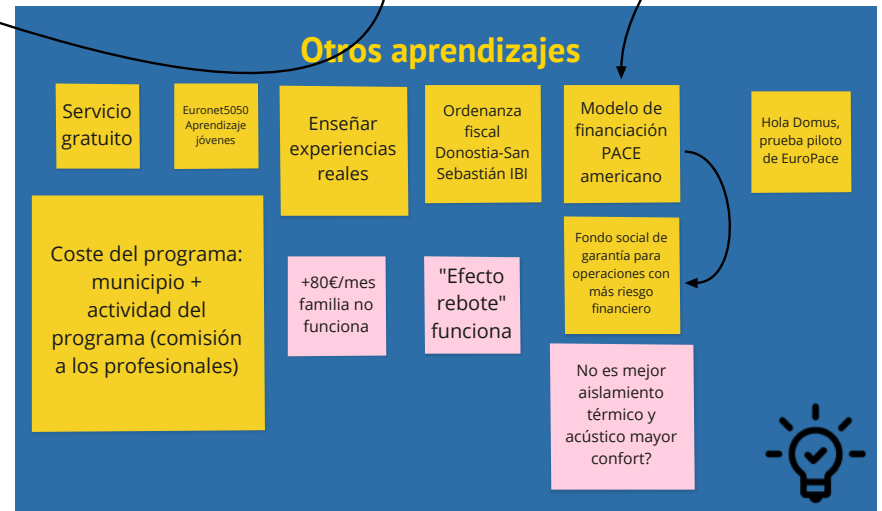 Otros aprendizajes
Servicio
gratuito
Euronet5050
Aprendizaje
jóvenes
Enseñar
experiencias
reales
Ordenanza
fiscal
Donostia-San
Sebastián IBI
Modelo de
financiación
PACE
americano
Hola Domus,
prueba piloto
de EuroPace
Coste del programa:
municipio +
actividad del
programa (comisión
a los profesionales)
+80€/mes
familia no
funciona
"Efecto
rebote"
funciona
Fondo social de
garantía para
operaciones con
más riesgo
financiero
No es mejor
aislamiento
térmico y
acústico mayor
confort?